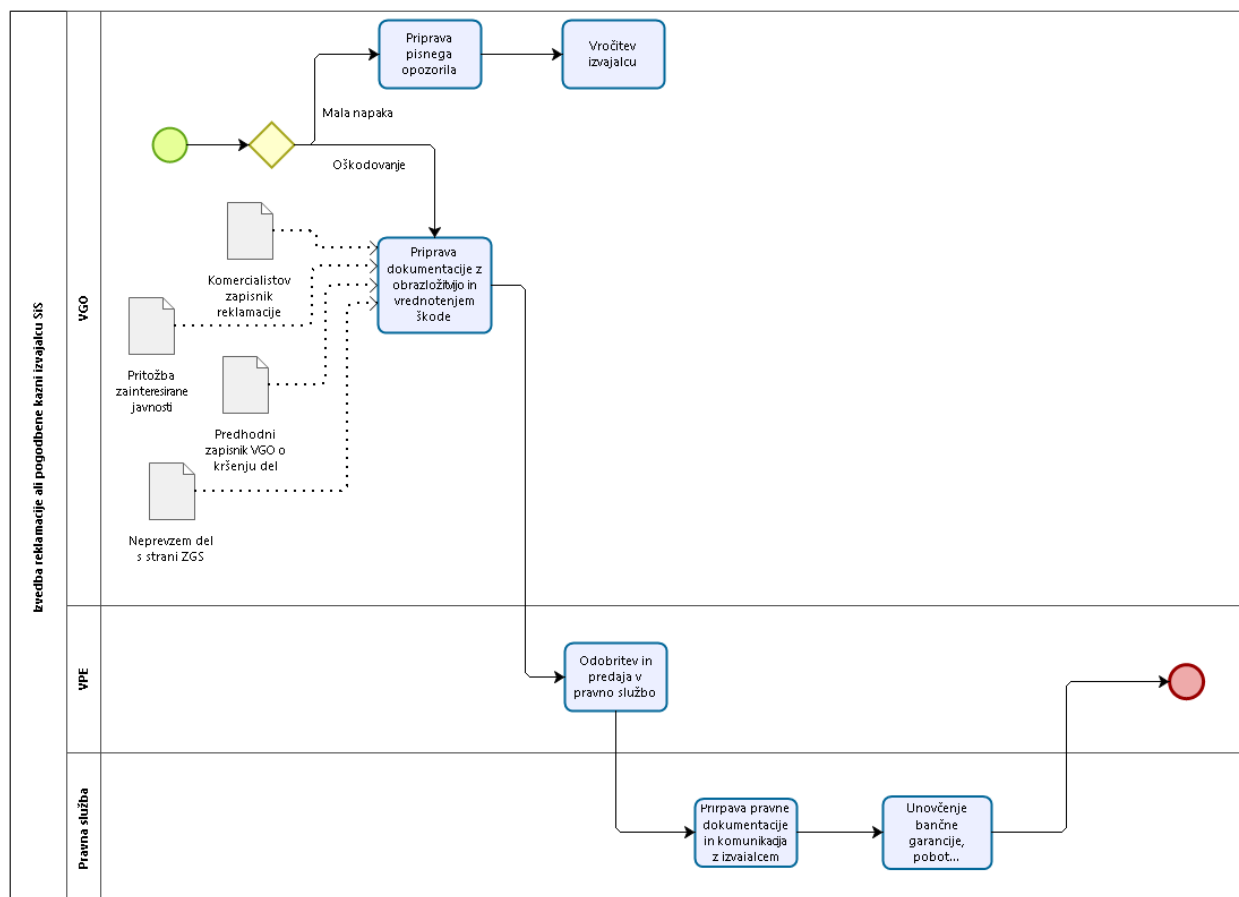 Izvedba reklamacije ali pogodbene kazni izvajalcu SiS
VGO
Priprava
pisnega
opozorila
Vročitev
izvajalcu
Mala napaka
Oškodovanje
Priprava
dokumentacije z
obrazložitvijo in
vrednotenjem
škode
Komercialistov
zapisnik
reklamacije
Pritožba
zainteresirane
javnosti
Predhodni
zapisnik VGO o
kršenju del
Neprevzem del
s strani ZGS
VPE
Odobritev in
predaja v
pravno službo
Pravna služba
Prirpava pravne
dokumentacije
in komunikacija
z izvajalcem
Unovčenje
bančne
garancije,
pobot...